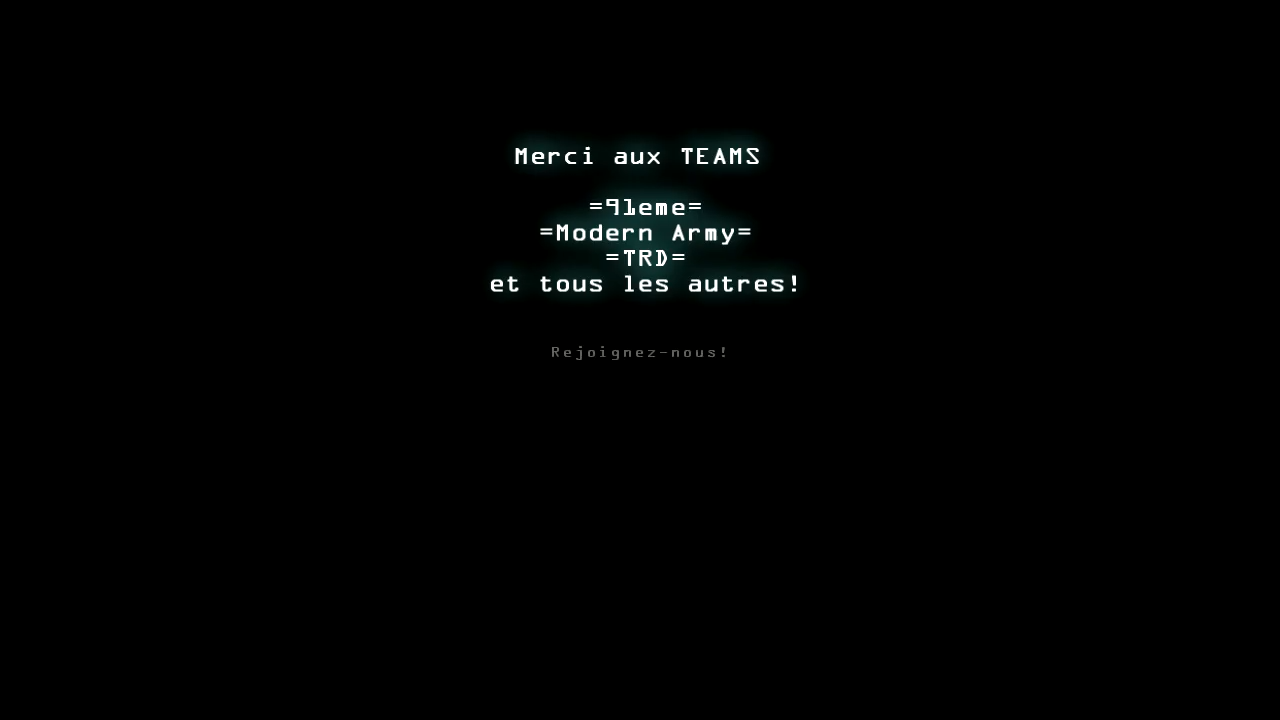 Merci aux TEAMS
=91eme=
=Modern Army=
=TRD=
et tous les autres!
Rejoignez-nous!